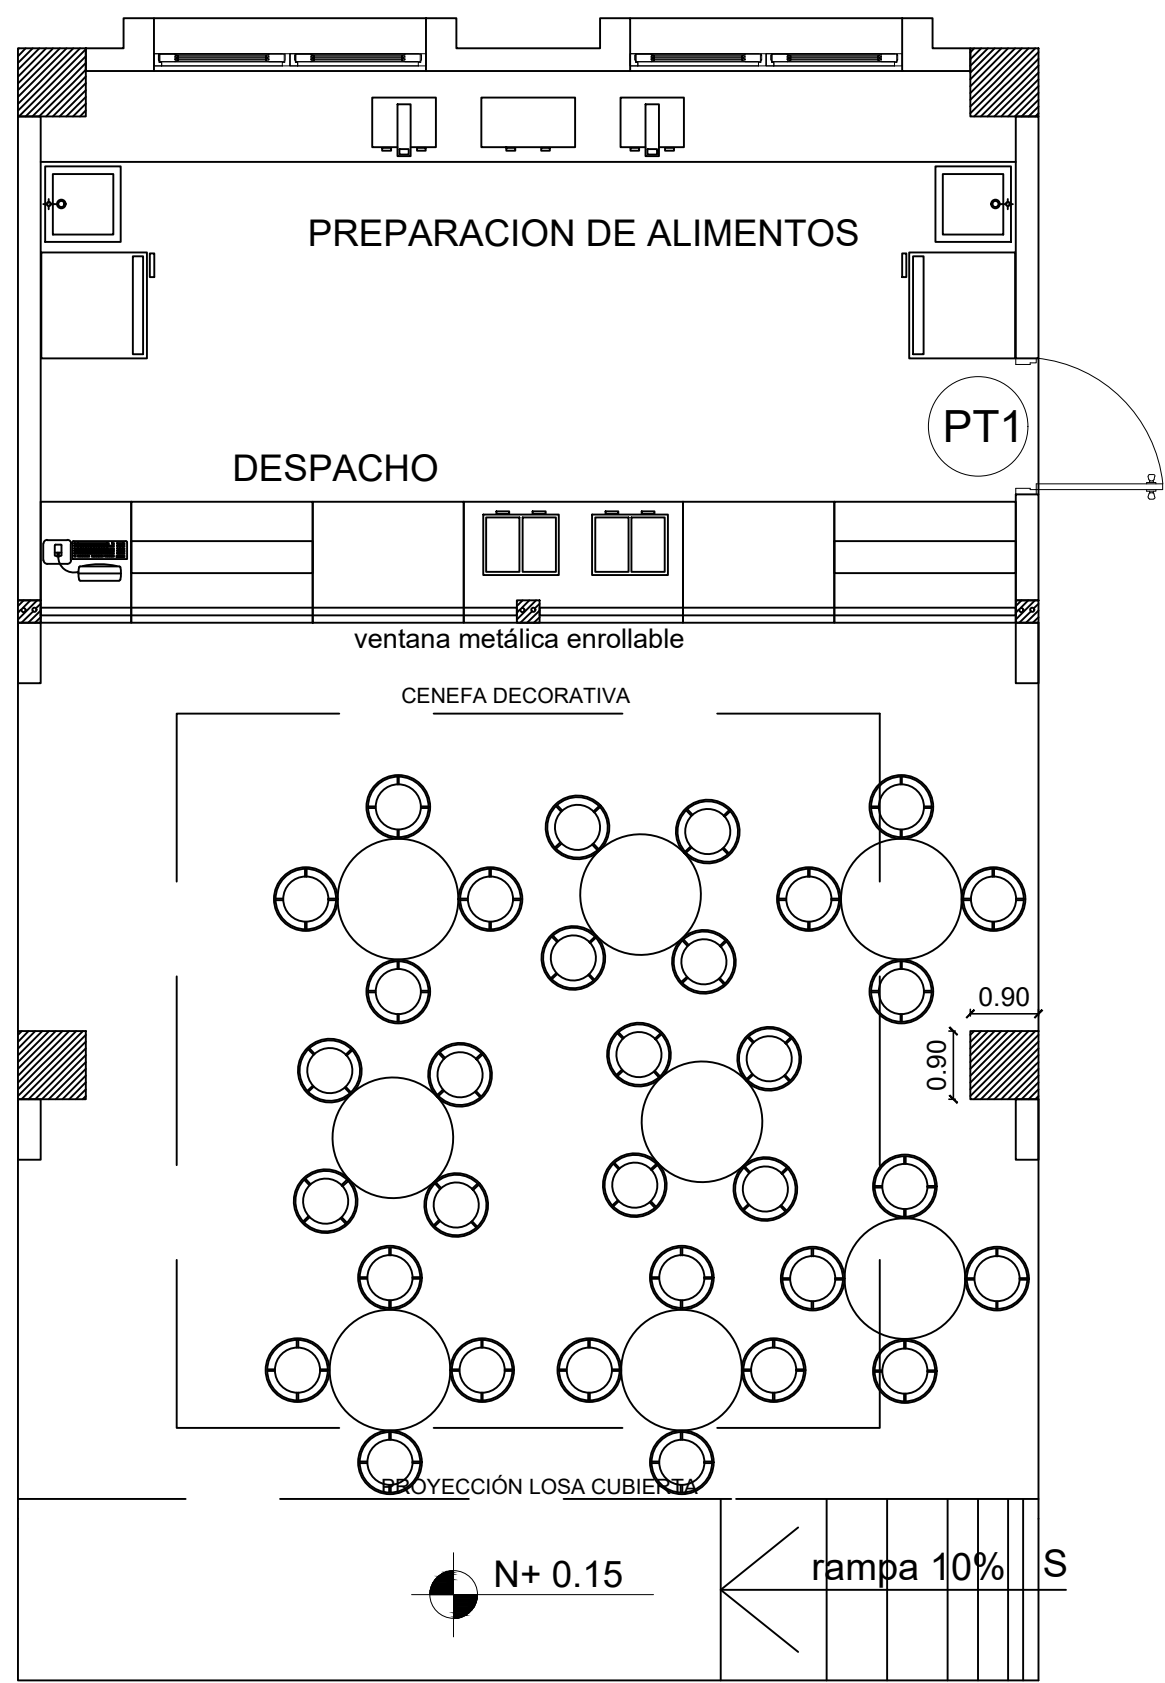 PREPARACION DE ALIMENTOS
PT1
DESPACHO
ventana metálica enrollable
CENEFA DECORATIVA
0.90
0.90
PROYECCIÓN LOSA CUBIERTA
N+ 0.15
rampa 10%
S